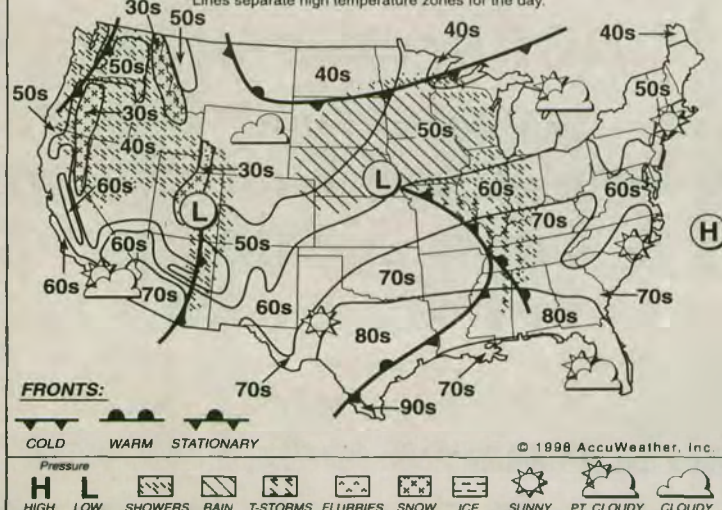 Lines separate high temperature zones for the day.
30s
50s
40s
40s
50s
40s
50s
50s
30s
50s
40s
30s
60s
60s
60s
L
L
H
60s
70s
50s
60s
70s
60s
70s
80s
70s
80s
70s
70s
90s
FRONTS:
COLD WARM STATIONARY
© 1998 AccuWeather, Inc.
Pressure
H L
HIGH LOW SHOWERS RAIN T-STORMS FLURRIES SNOW ICE SUNNY PT. CLOUDY CLOUDY